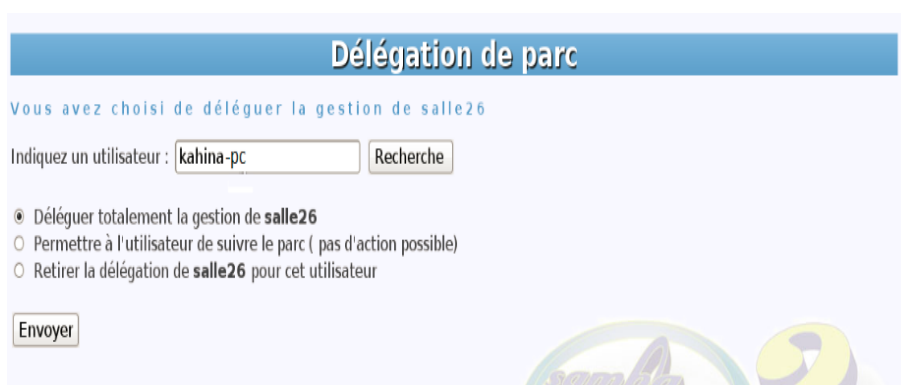 Délégation de parc
Vous avez choisi de déléguer la gestion de salle26
Indiquez un utilisateur : kahina-pc Recherche
Déléguer totalement la gestion de salle26
Permettre à l'utilisateur de suivre le parc ( pas d'action possible)
Retirer la délégation de salle26 pour cet utilisateur
Envoyer
samba